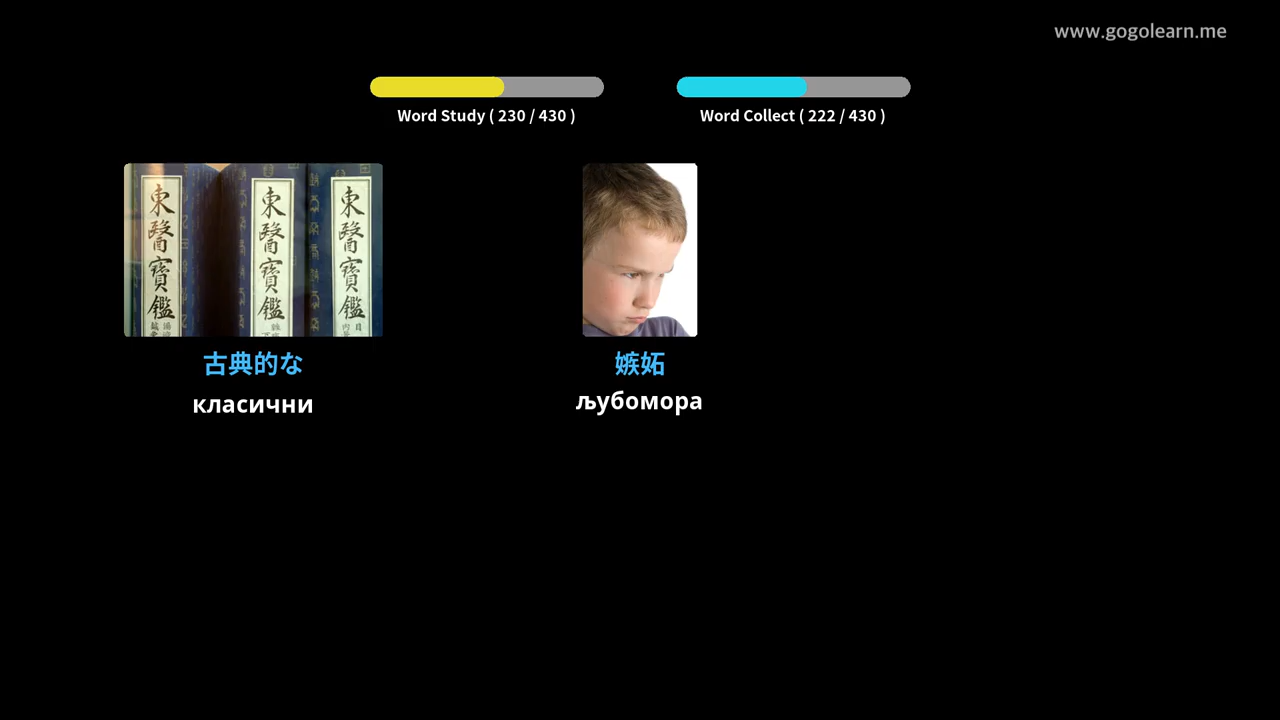 www.gogolearn.me
Word Study ( 230 / 430 )
Word Collect ( 222 / 430 )
東醫寶鑑
東醫寶鑑
東醫寶鑑
古典的な
класични
嫉妬
љубомора